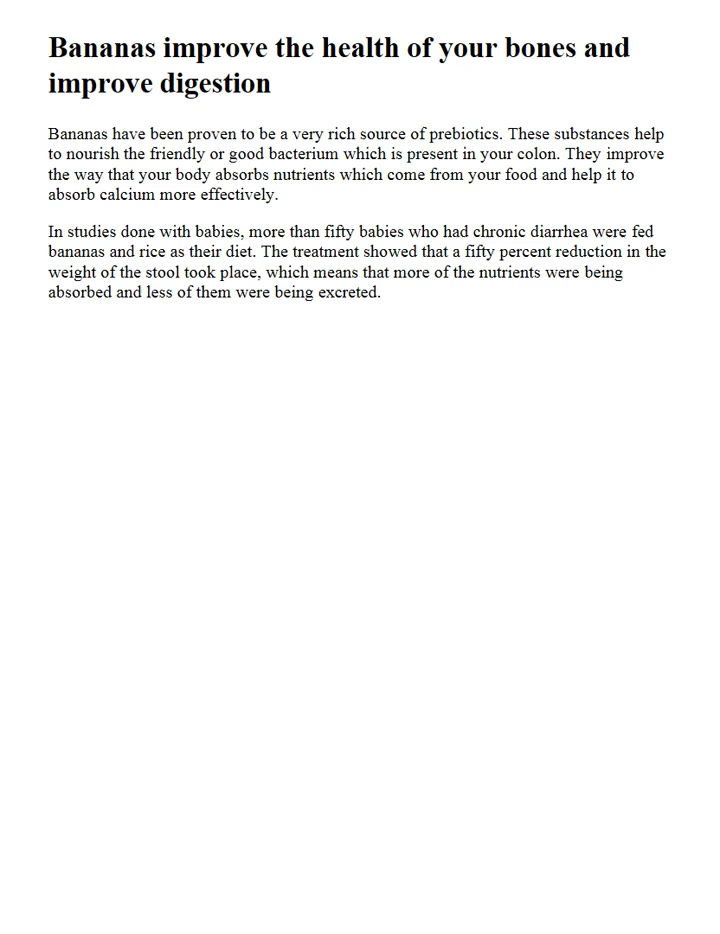 Bananas improve the health of your bones and
improve digestion
Bananas have been proven to be a very rich source of prebiotics. These substances help
to nourish the friendly or good bacterium which is present in your colon. They improve
the way that your body absorbs nutrients which come from your food and help it to
absorb calcium more effectively.
In studies done with babies, more than fifty babies who had chronic diarrhea were fed
bananas and rice as their diet. The treatment showed that a fifty percent reduction in the
weight of the stool took place, which means that more of the nutrients were being
absorbed and less of them were being excreted.